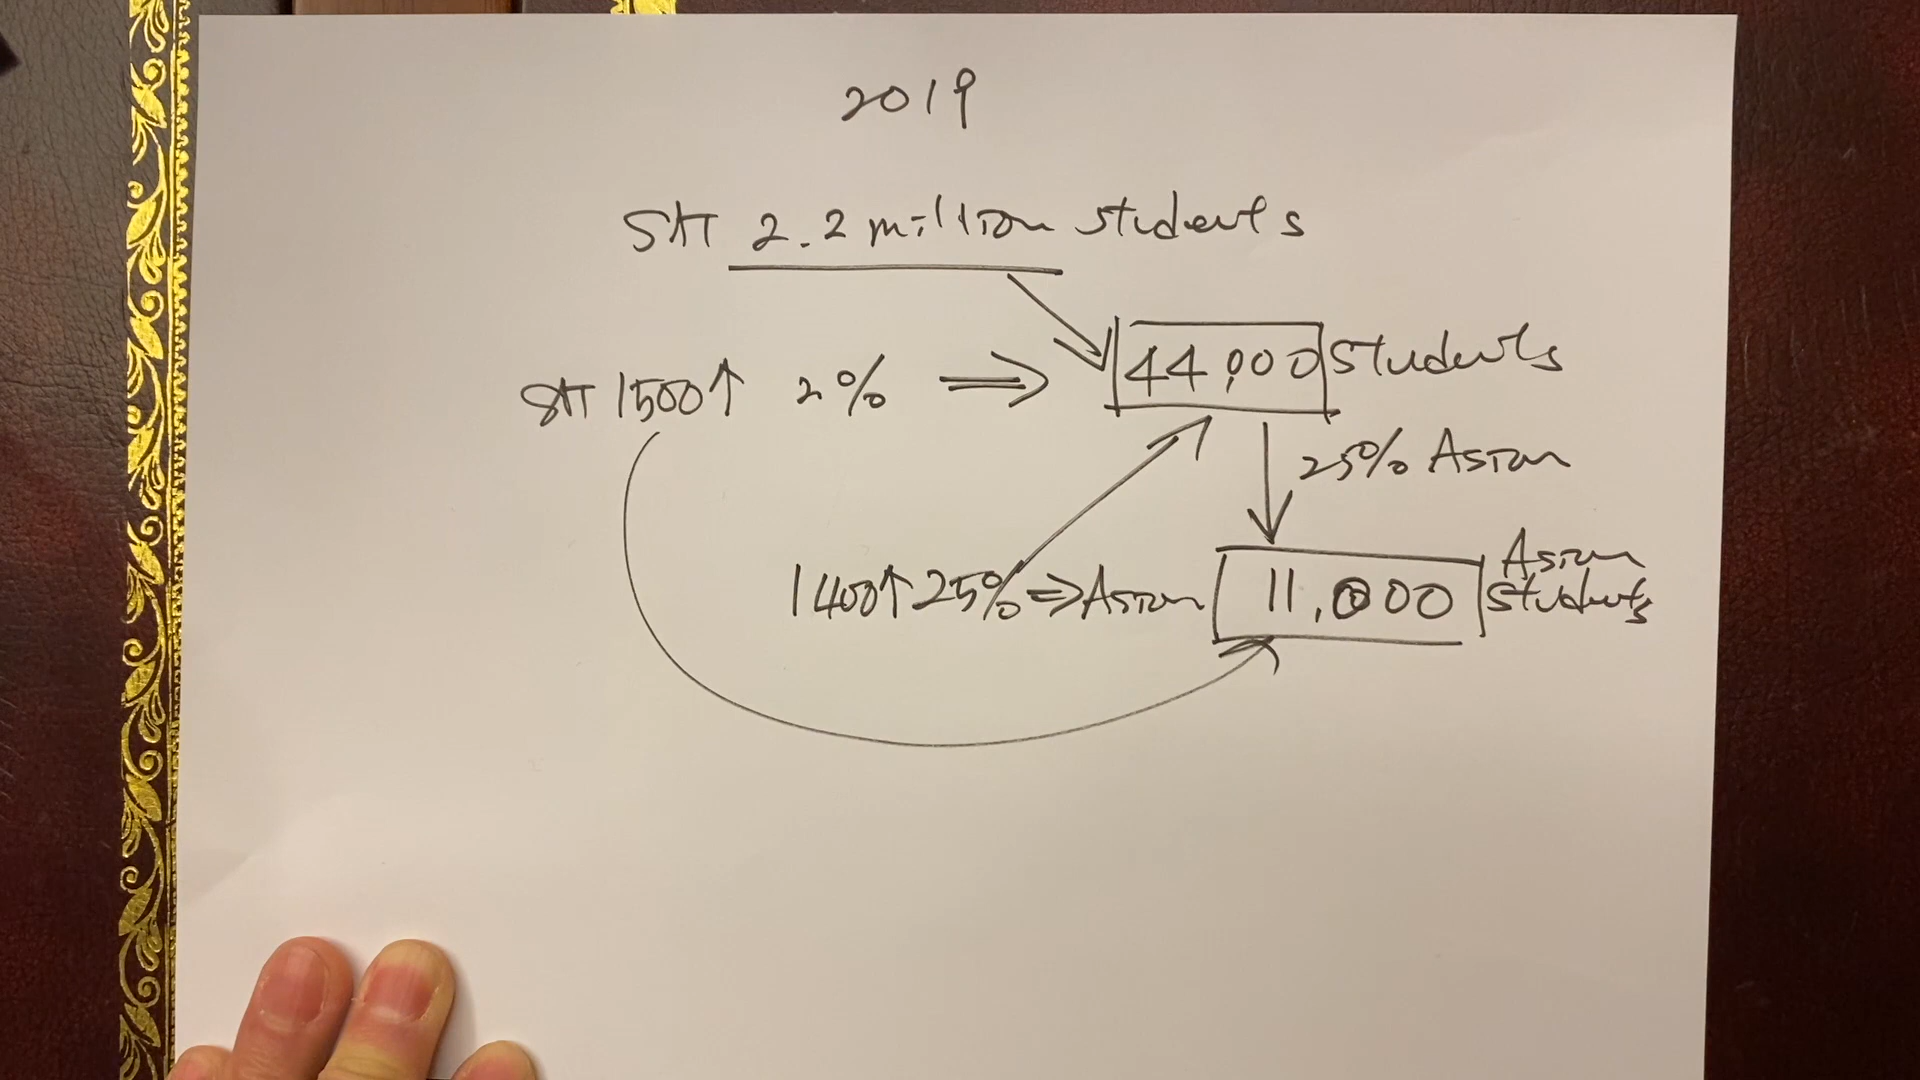 2019
SAT 2.2 million students
44,000 students
SAT 1500↑ 2% ⇒
25% Asian
1400↑ 25% ⇒ Asian 11,000 Asian students